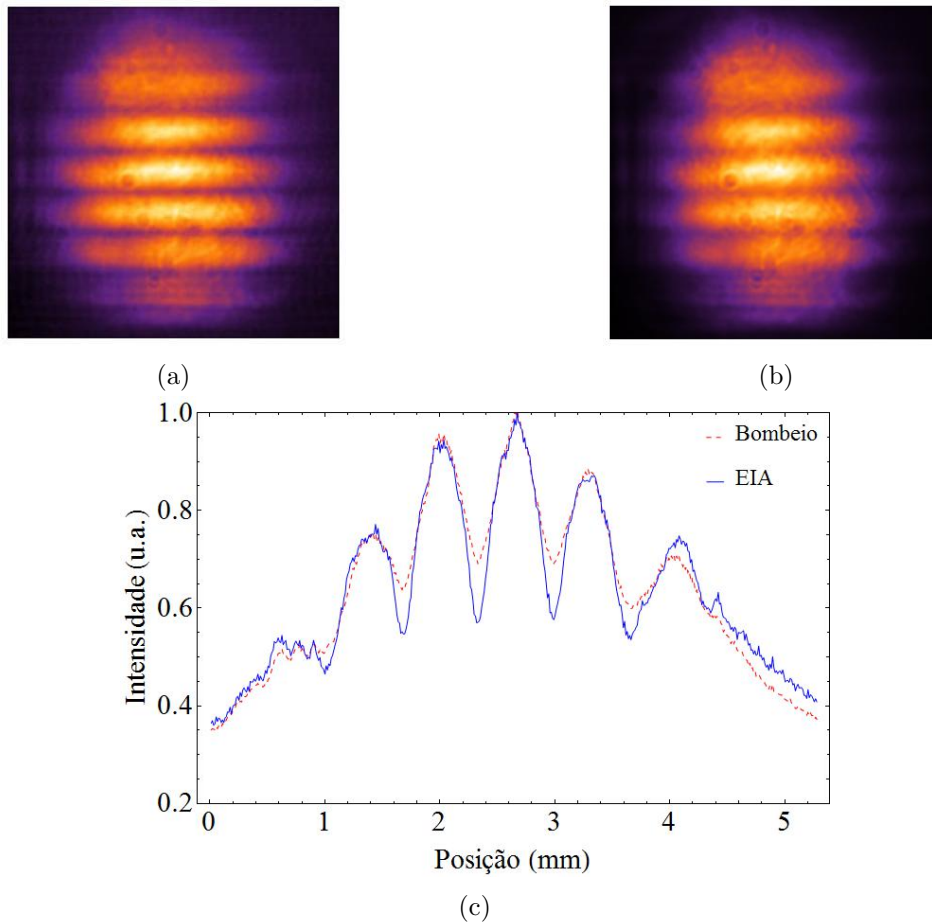 (a)
(b)
1.0
Bombeio
EIA
0.8
0.6
0.4
0.2
Intensidade (u.a.)
0 1 2 3 4 5
Posição (mm)
(c)